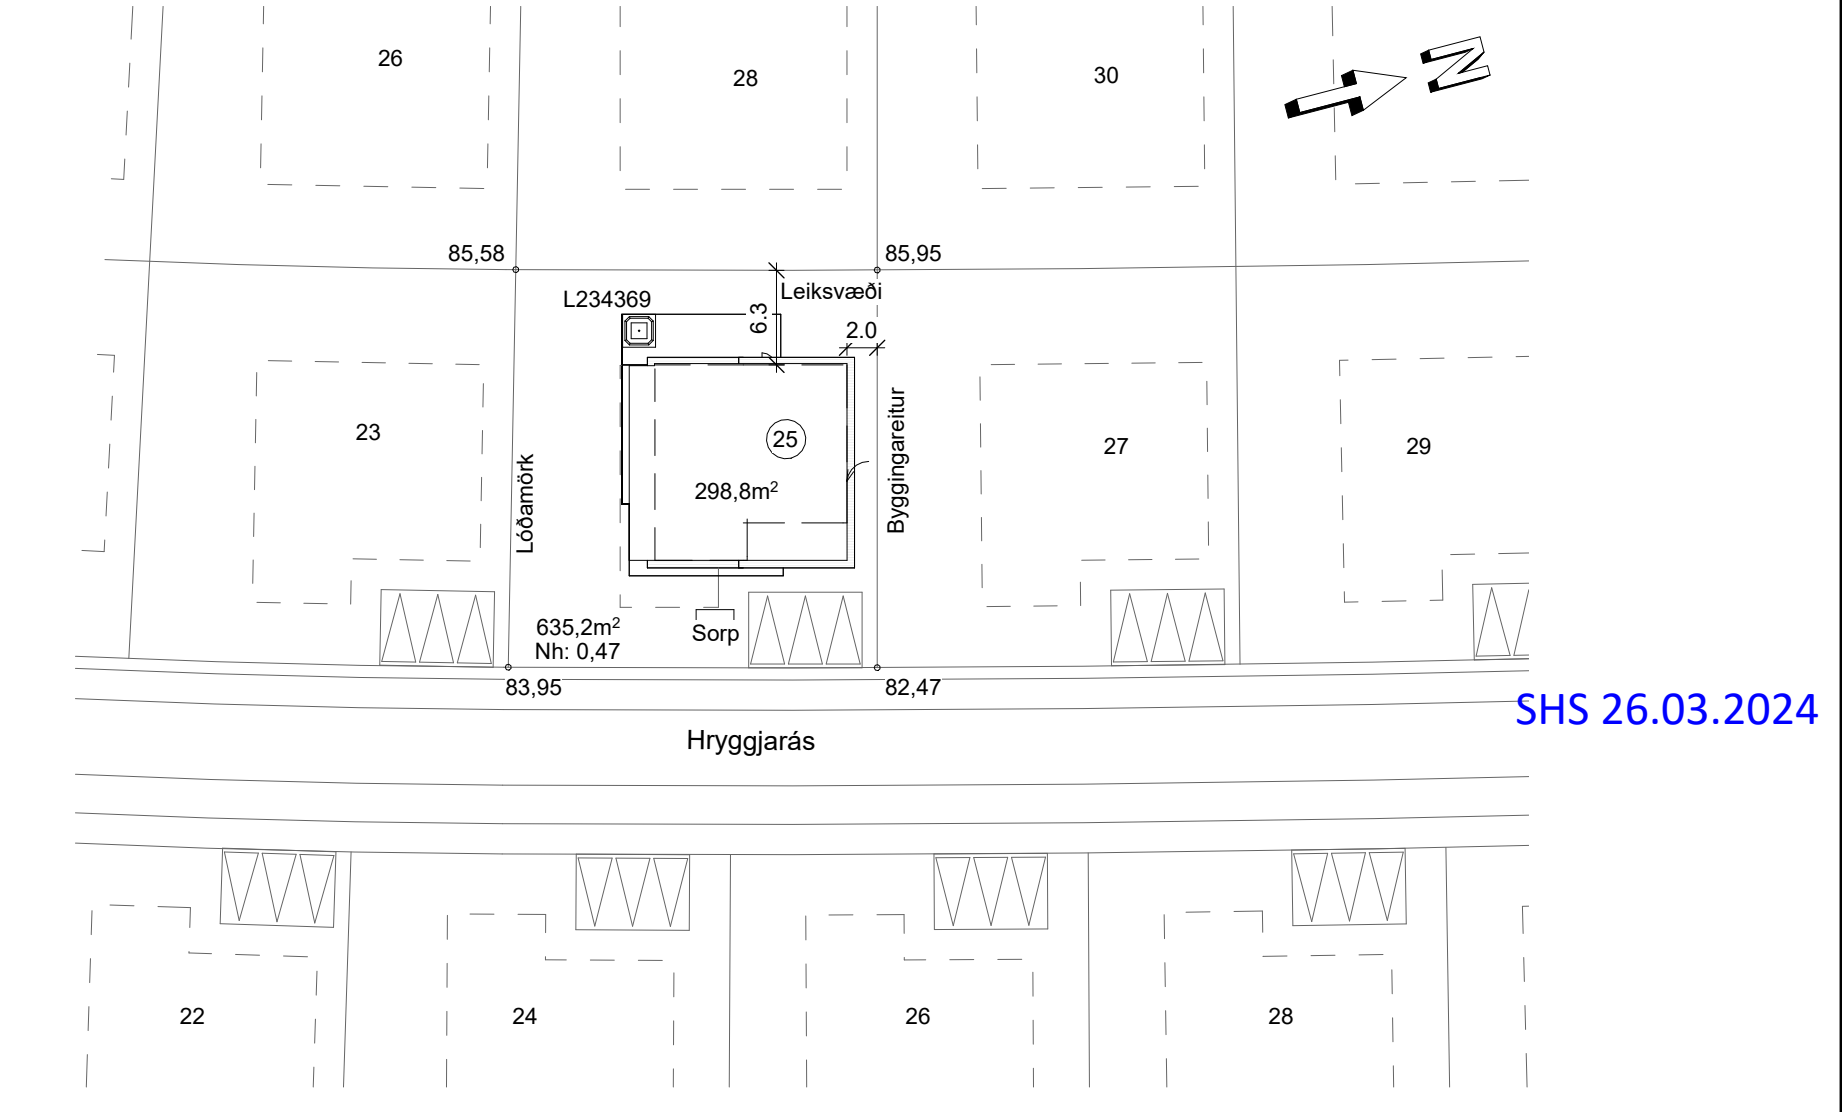 26
28
30
N
85,58
85,95
L234369
Leiksvæði
6.3
2.0
23
25
27
29
298,8m²
Lóðamörk
Byggingareitur
635,2m²
Nh: 0,47
Sorp
83,95
82,47
SHS 26.03.2024
Hryggjarás
22
24
26
28